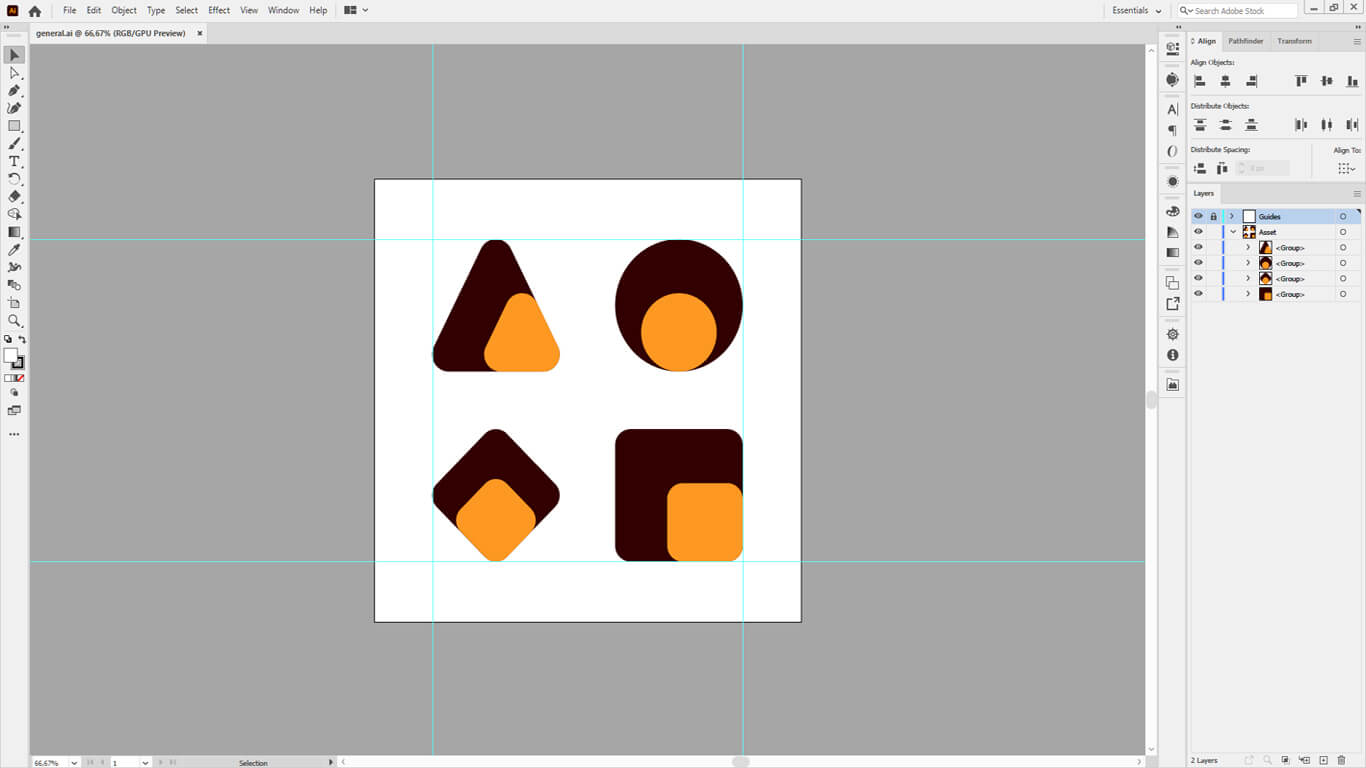 Ai File Edit Object Type Select Effect View Window Help Essentials Search Adobe Stock
general.ai @ 66,67% (RGB/GPU Preview)
Align Pathfinder Transform
Align Objects:
Distribute Objects:
Distribute Spacing: Align To:
0 px
Layers
Guides
Asset
<Group>
<Group>
<Group>
<Group>
66,67% 1 Selection 2 Layers